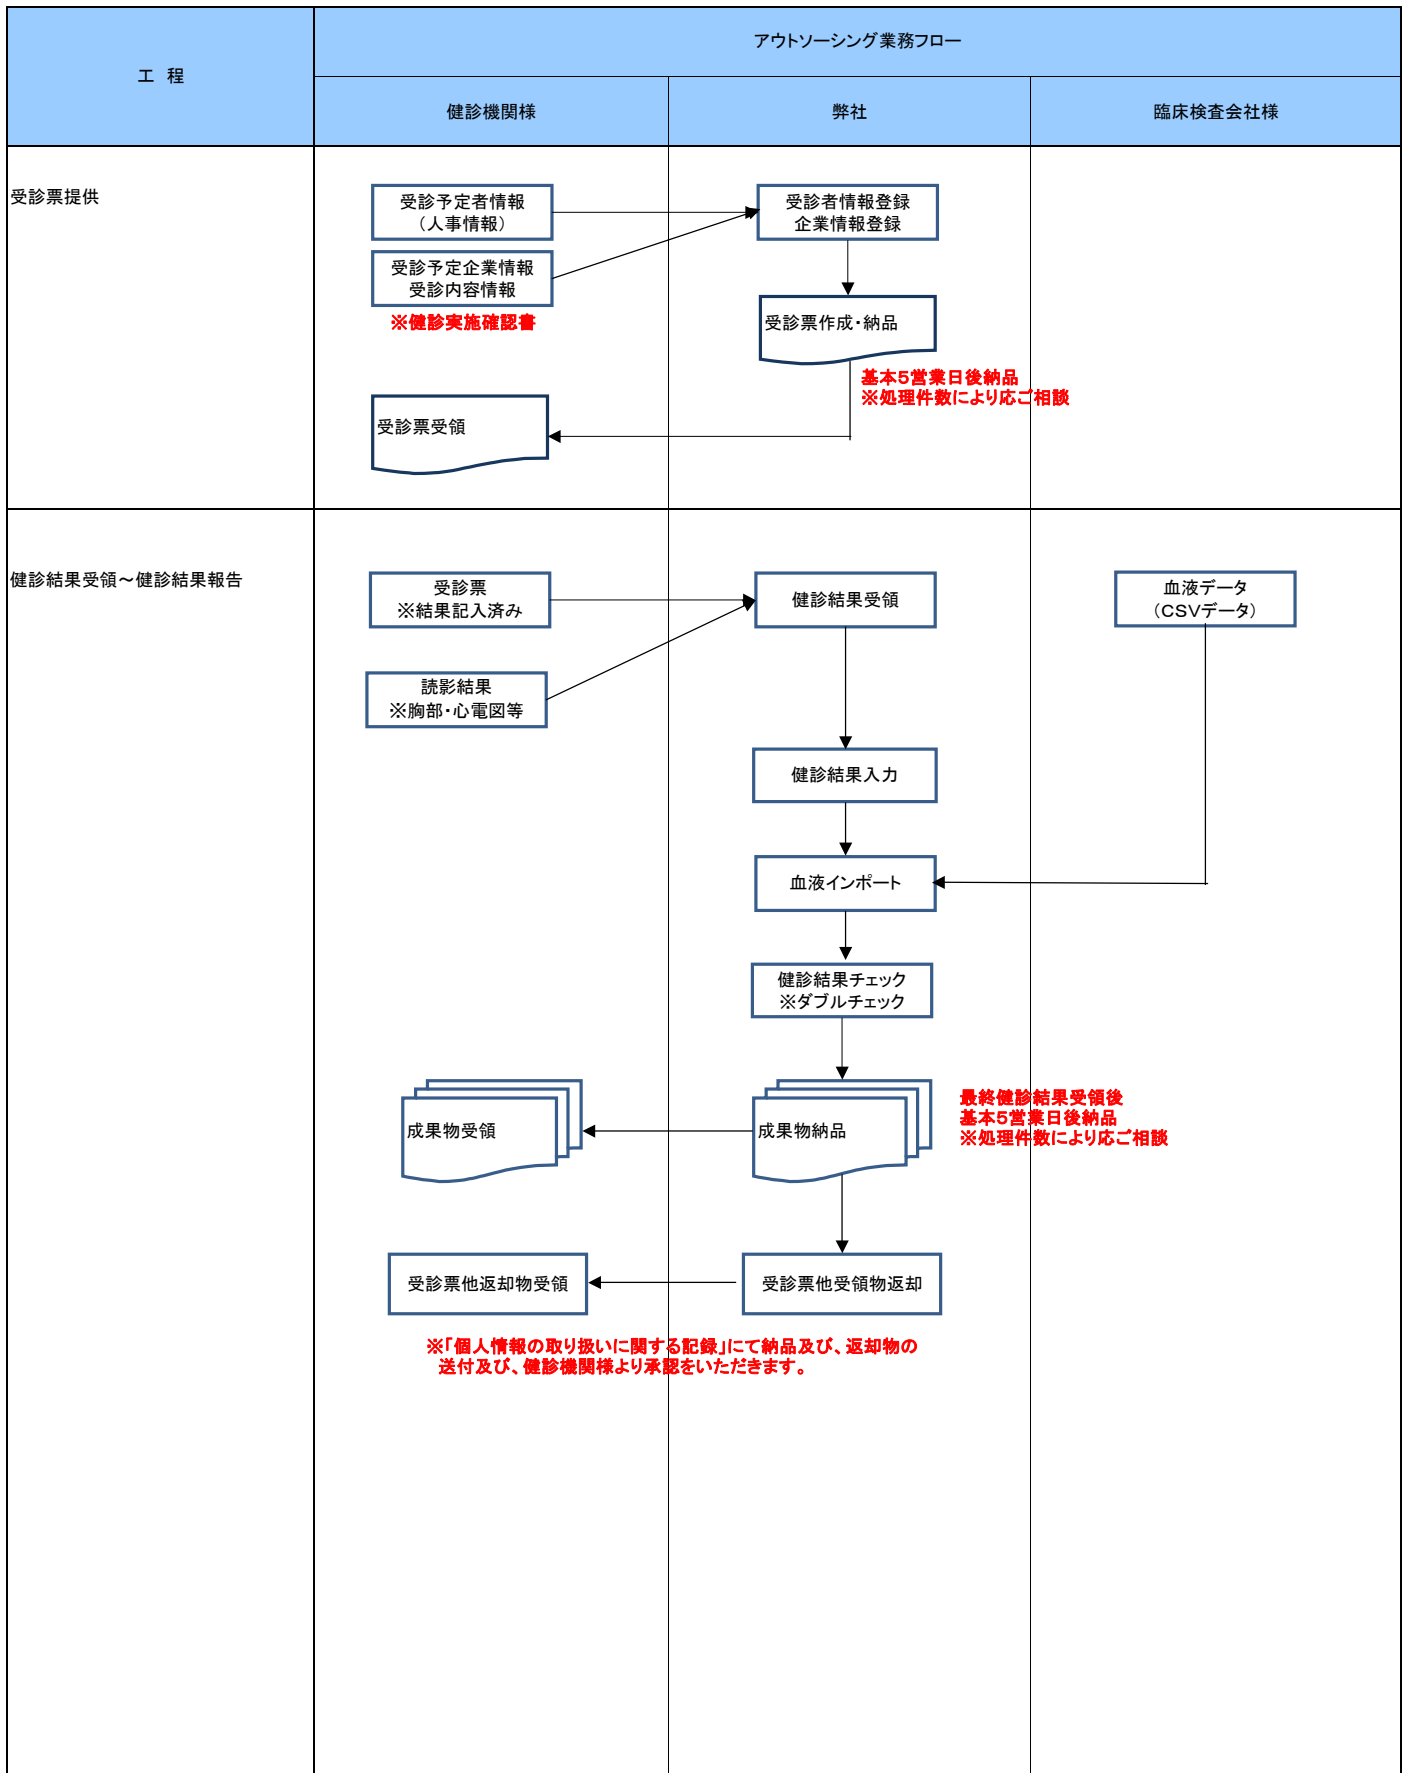 工 程
アウトソーシング業務フロー
健診機関様
弊社
臨床検査会社様
受診票提供
受診予定者情報
（人事情報）
受診者情報登録
企業情報登録
受診予定企業情報
受診内容情報
※健診実施確認書
受診票作成・納品
基本5営業日後納品
※処理件数により応ご相談
受診票受領
健診結果受領～健診結果報告
受診票
※結果記入済み
健診結果受領
血液データ
（CSVデータ）
読影結果
※胸部・心電図等
健診結果入力
血液インポート
健診結果チェック
※ダブルチェック
成果物受領
成果物納品
最終健診結果受領後
基本5営業日後納品
※処理件数により応ご相談
受診票他返却物受領
受診票他受領物返却
※「個人情報の取り扱いに関する記録」にて納品及び、返却物の
送付及び、健診機関様より承認をいただきます。